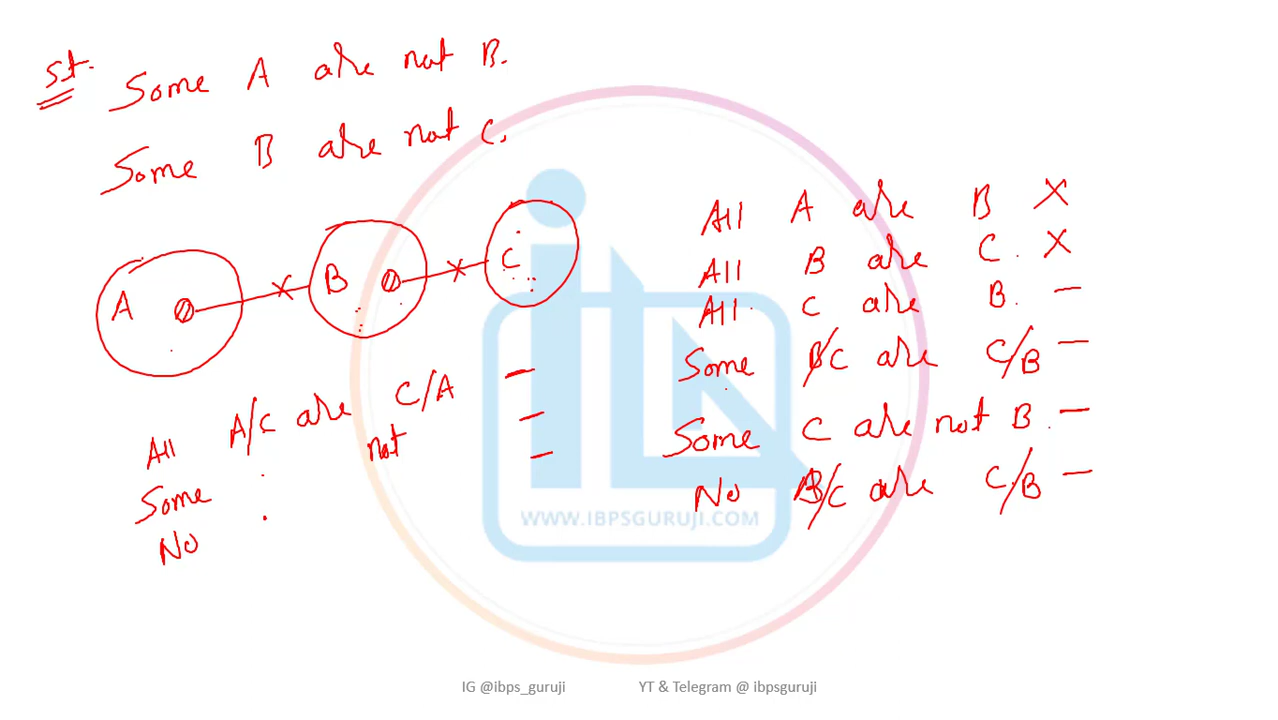 St. Some A are not B.
Some B are not C.
A B C
All A are B ×
All B are C. ×
All C are B. –
Some B/C are C/B –
Some C are not B. –
No B/C are C/B –
All A/C are C/A –
Some : not –
No . –
WWW.IBPSGURUJI.COM
IG @ibps_guruji YT & Telegram @ ibpsguruji